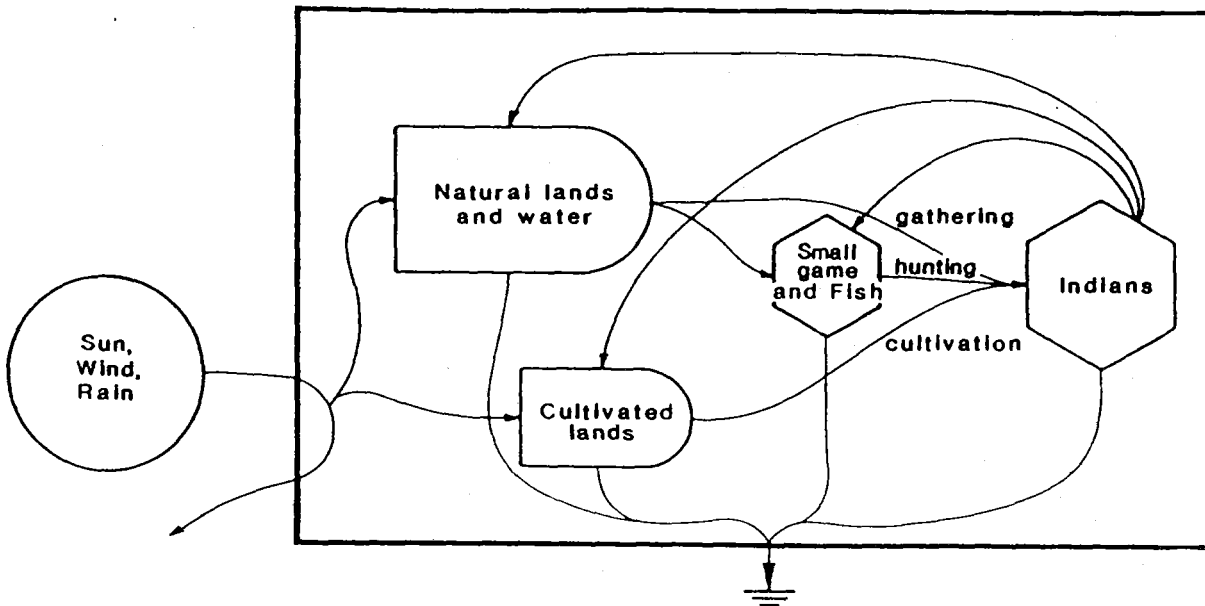 Natural lands
and water
gathering
Small
game
and Fish
hunting
Indians
Sun,
Wind,
Rain
cultivation
Cultivated
lands